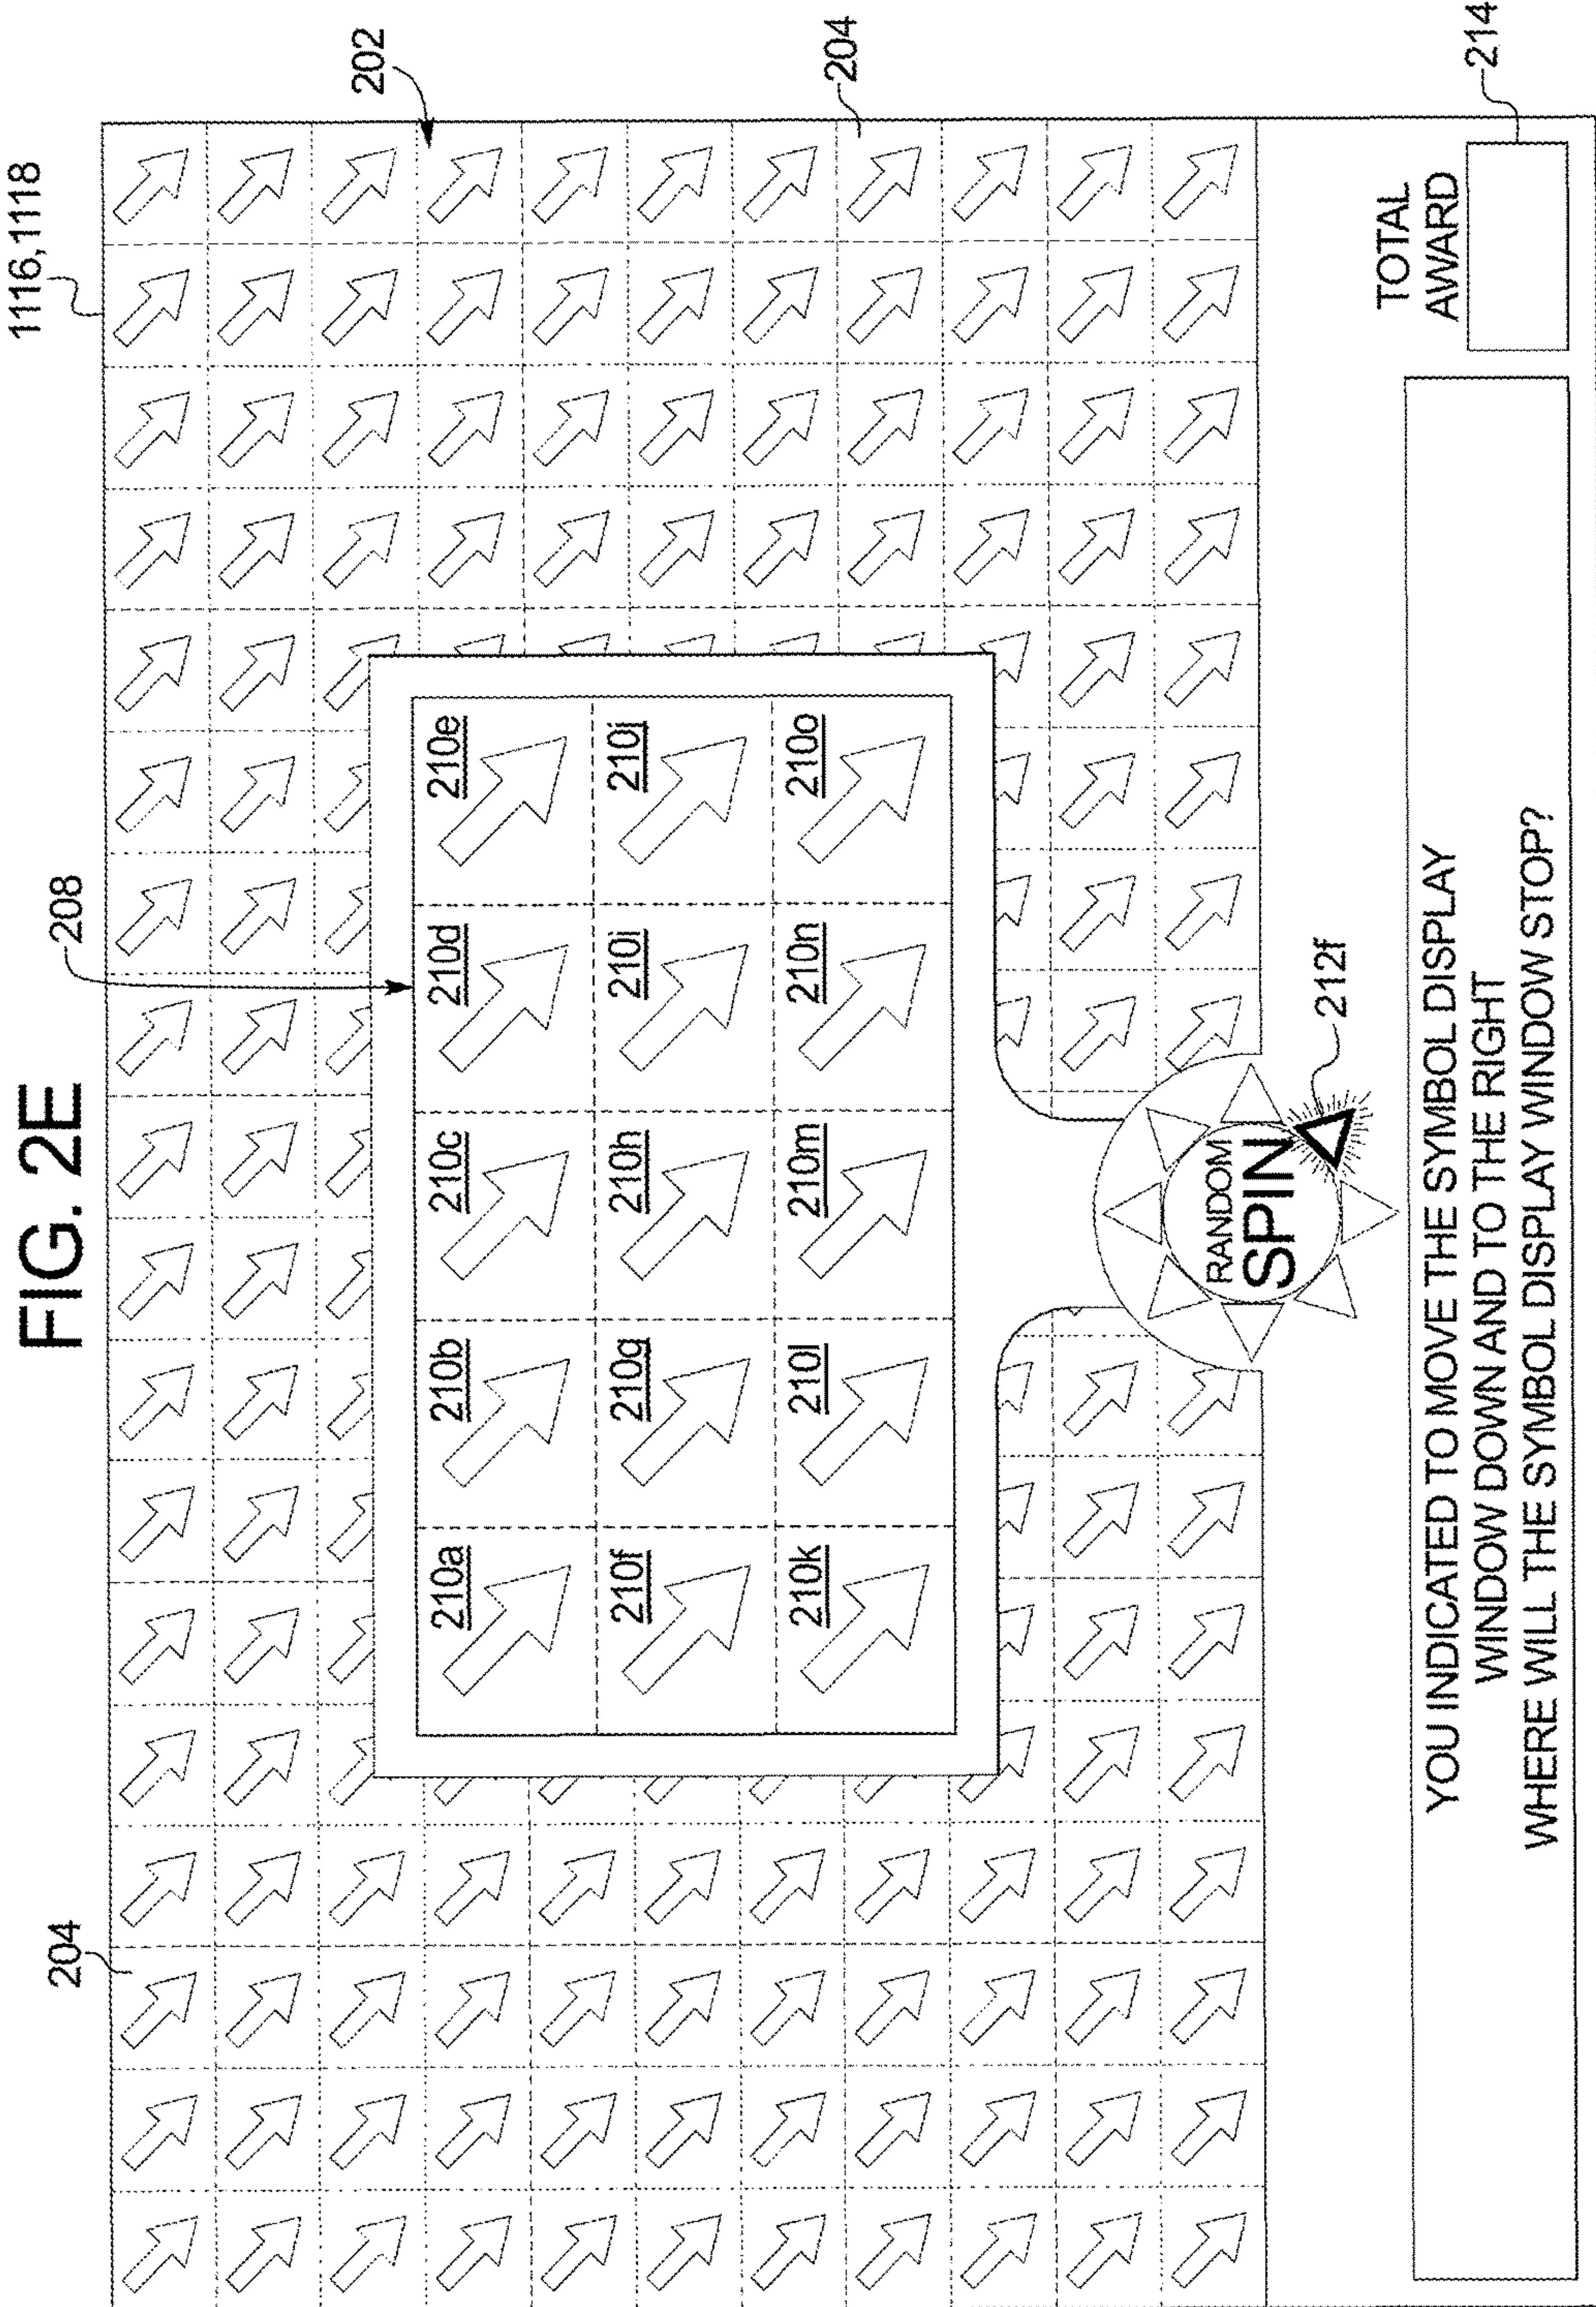 FIG. 2E
1116,1118
204
208
202
204
210a
210b
210c
210d
210e
210f
210g
210h
210i
210j
210k
210l
210m
210n
210o
RANDOM
SPIN
212f
YOU INDICATED TO MOVE THE SYMBOL DISPLAY
WINDOW DOWN AND TO THE RIGHT
WHERE WILL THE SYMBOL DISPLAY WINDOW STOP?
TOTAL
AWARD
214